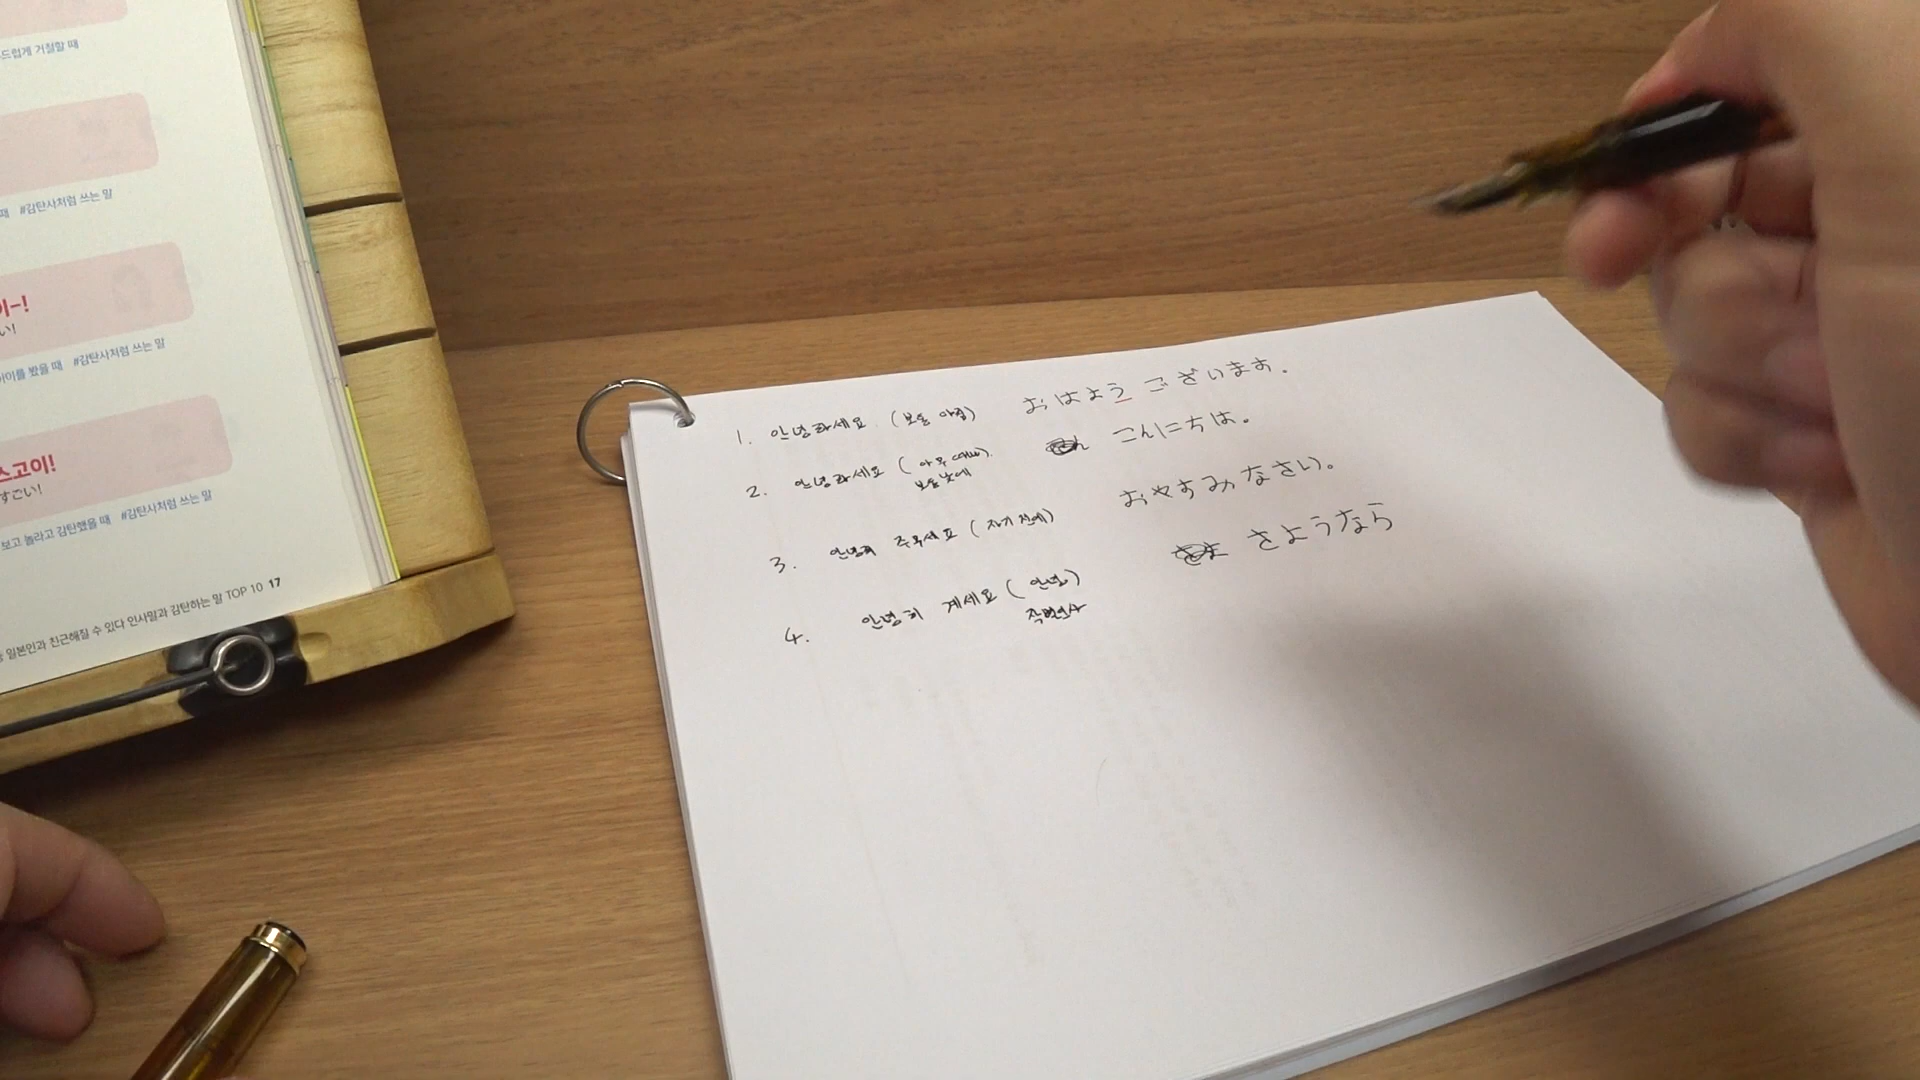 드럽게 거절할 때
때 #감탄사처럼 쓰는 말
이~!
い!
아이를 봤을 때 #감탄사처럼 쓰는 말
스고이!
すごい!
보고 놀라고 감탄했을 때 #감탄사처럼 쓰는 말
일본인과 친근해질 수 있다 인사말과 감탄하는 말 TOP 10 17
1. 안녕하세요. (보통 아침) おはよう ございます.
2. 안녕하세요 ( こんにちは。
보통 낮에
3. 안녕히 주무세요 (자기 전에) おやすみなさい。
4. 안녕히 계세요 (안녕) さようなら
작별인사